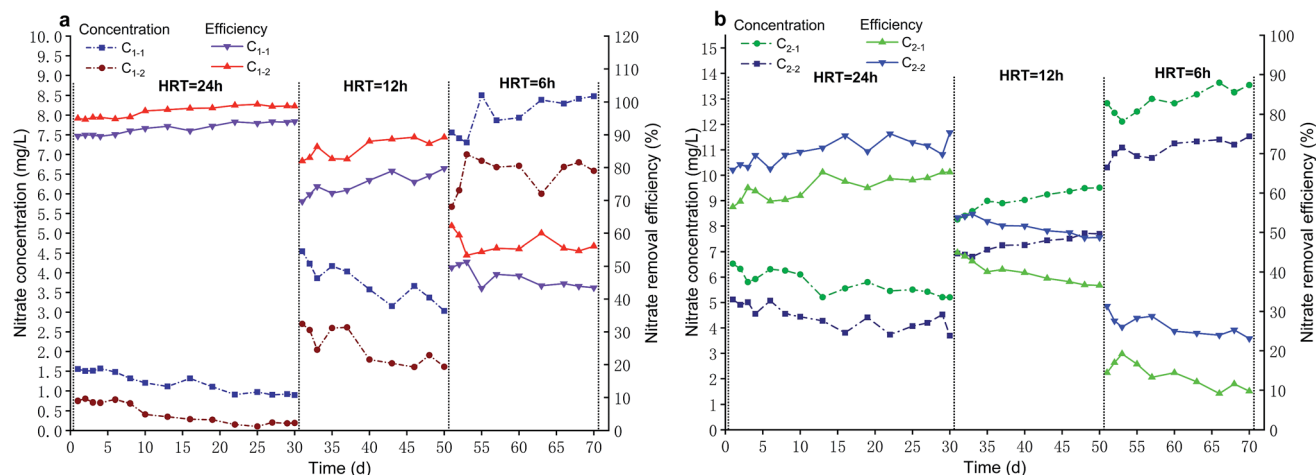 a
Concentration Efficiency
C1-1 C1-1
C1-2 C1-2
HRT=24h
HRT=12h
HRT=6h
10.0
9.5
9.0
8.5
8.0
7.5
7.0
6.5
6.0
5.5
5.0
4.5
4.0
3.5
3.0
2.5
2.0
1.5
1.0
0.5
0.0
Nitrate concentration (mg/L)
0 5 10 15 20 25 30 35 40 45 50 55 60 65 70
Time (d)
120
110
100
90
80
70
60
50
40
30
20
10
0
Nitrate removal efficiency (%)
b
Concentration Efficiency
C2-1 C2-1
C2-2 C2-2
HRT=24h
HRT=12h
HRT=6h
15
14
13
12
11
10
9
8
7
6
5
4
3
2
1
0
Nitrate concentration (mg/L)
0 5 10 15 20 25 30 35 40 45 50 55 60 65 70
Time (d)
100
90
80
70
60
50
40
30
20
10
0
Nitrate removal efficiency (%)